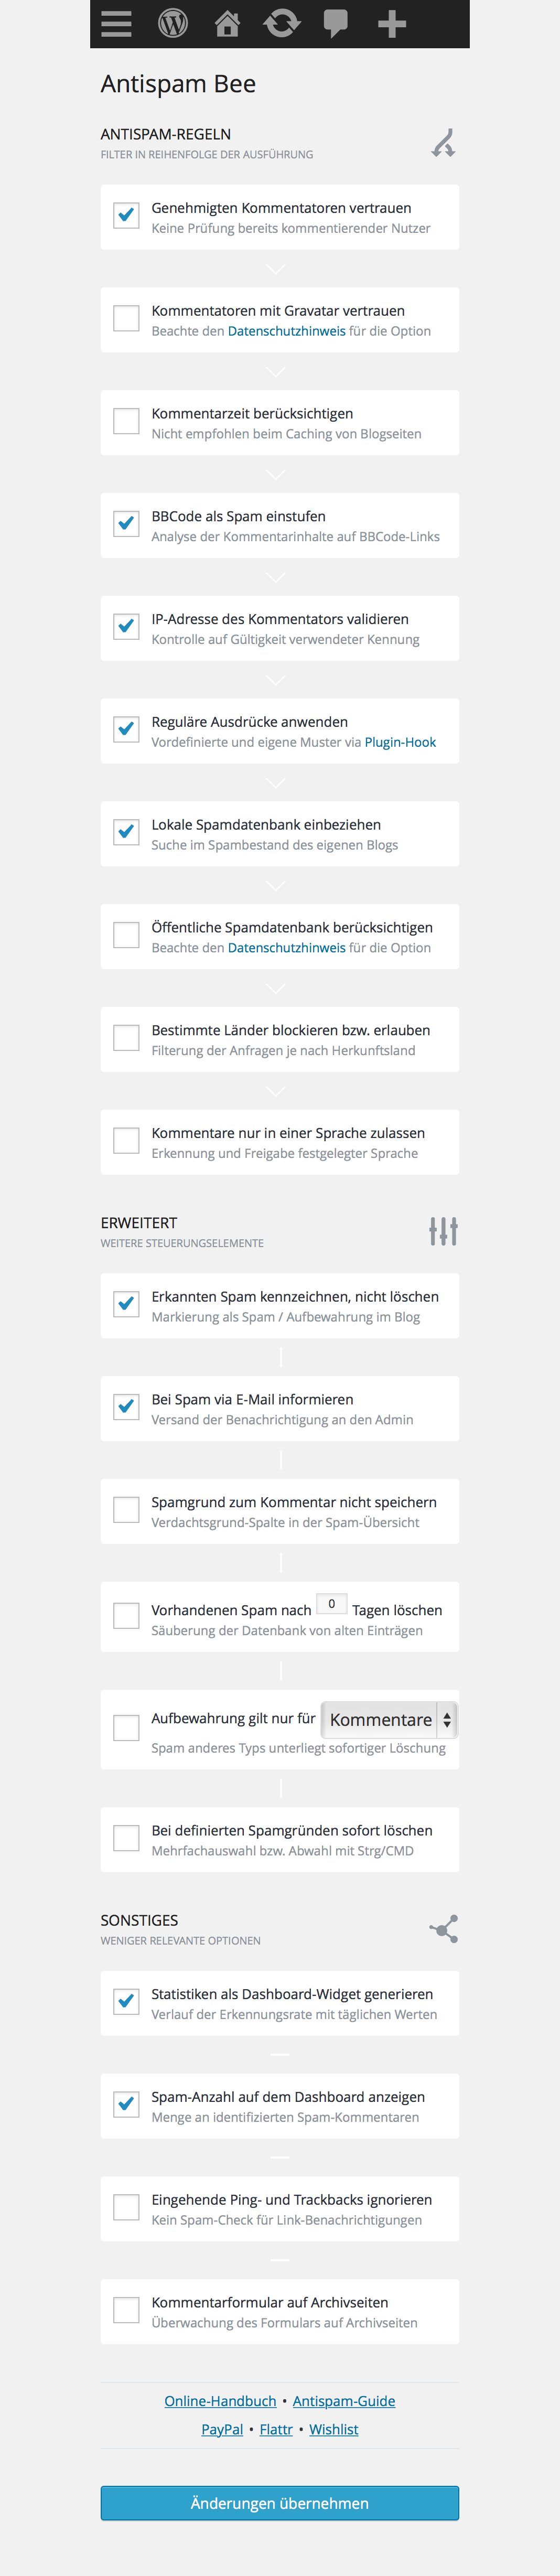 Antispam Bee
ANTISPAM-REGELN
FILTER IN REIHENFOLGE DER AUSFÜHRUNG
Genehmigten Kommentatoren vertrauen
Keine Prüfung bereits kommentierender Nutzer
Kommentatoren mit Gravatar vertrauen
Beachte den Datenschutzhinweis für die Option
Kommentarzeit berücksichtigen
Nicht empfohlen beim Caching von Blogseiten
BBCode als Spam einstufen
Analyse der Kommentarinhalte auf BBCode-Links
IP-Adresse des Kommentators validieren
Kontrolle auf Gültigkeit verwendeter Kennung
Reguläre Ausdrücke anwenden
Vordefinierte und eigene Muster via Plugin-Hook
Lokale Spamdatenbank einbeziehen
Suche im Spambestand des eigenen Blogs
Öffentliche Spamdatenbank berücksichtigen
Beachte den Datenschutzhinweis für die Option
Bestimmte Länder blockieren bzw. erlauben
Filterung der Anfragen je nach Herkunftsland
Kommentare nur in einer Sprache zulassen
Erkennung und Freigabe festgelegter Sprache
ERWEITERT
WEITERE STEUERUNGSELEMENTE
Erkannten Spam kennzeichnen, nicht löschen
Markierung als Spam / Aufbewahrung im Blog
Bei Spam via E-Mail informieren
Versand der Benachrichtigung an den Admin
Spamgrund zum Kommentar nicht speichern
Verdachtsgrund-Spalte in der Spam-Übersicht
Vorhandenen Spam nach 0 Tagen löschen
Säuberung der Datenbank von alten Einträgen
Aufbewahrung gilt nur für Kommentare
Spam anderes Typs unterliegt sofortiger Löschung
Bei definierten Spamgründen sofort löschen
Mehrfachauswahl bzw. Abwahl mit Strg/CMD
SONSTIGES
WENIGER RELEVANTE OPTIONEN
Statistiken als Dashboard-Widget generieren
Verlauf der Erkennungsrate mit täglichen Werten
Spam-Anzahl auf dem Dashboard anzeigen
Menge an identifizierten Spam-Kommentaren
Eingehende Ping- und Trackbacks ignorieren
Kein Spam-Check für Link-Benachrichtigungen
Kommentarformular auf Archivseiten
Überwachung des Formulars auf Archivseiten
Online-Handbuch • Antispam-Guide
PayPal • Flattr • Wishlist
Änderungen übernehmen